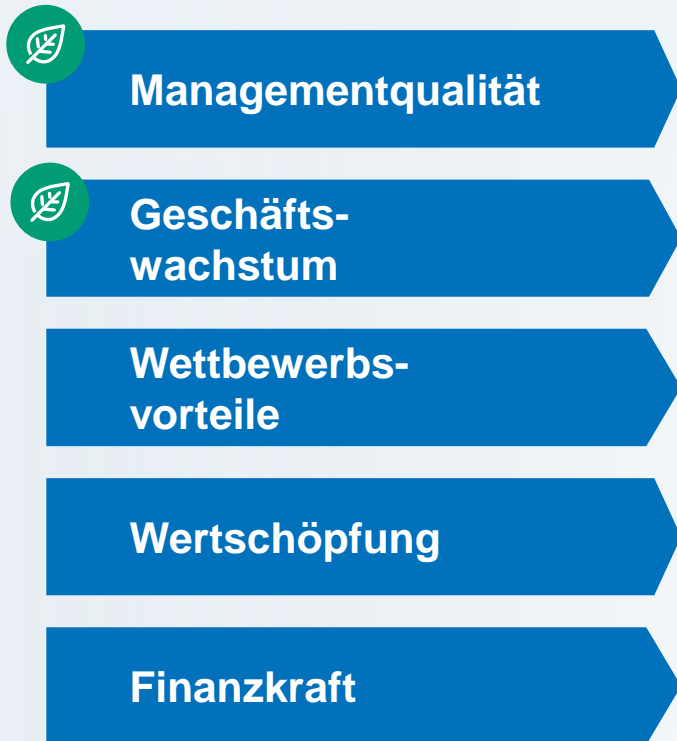 Managementqualität
Geschäfts-
wachstum
Wettbewerbs-
vorteile
Wertschöpfung
Finanzkraft